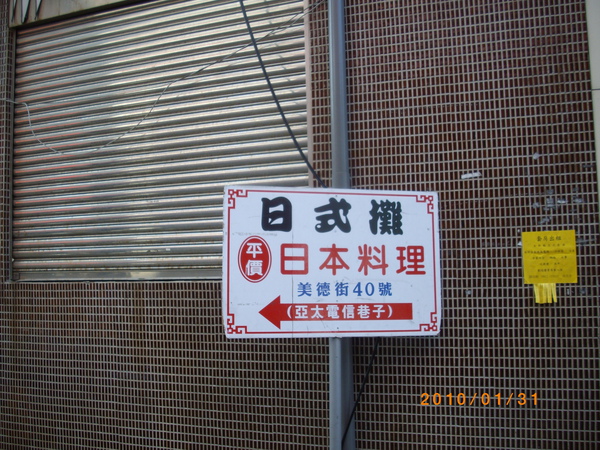 日式攤
平價
日本料理
美德街40號
(亞太電信巷子)
2010/01/31